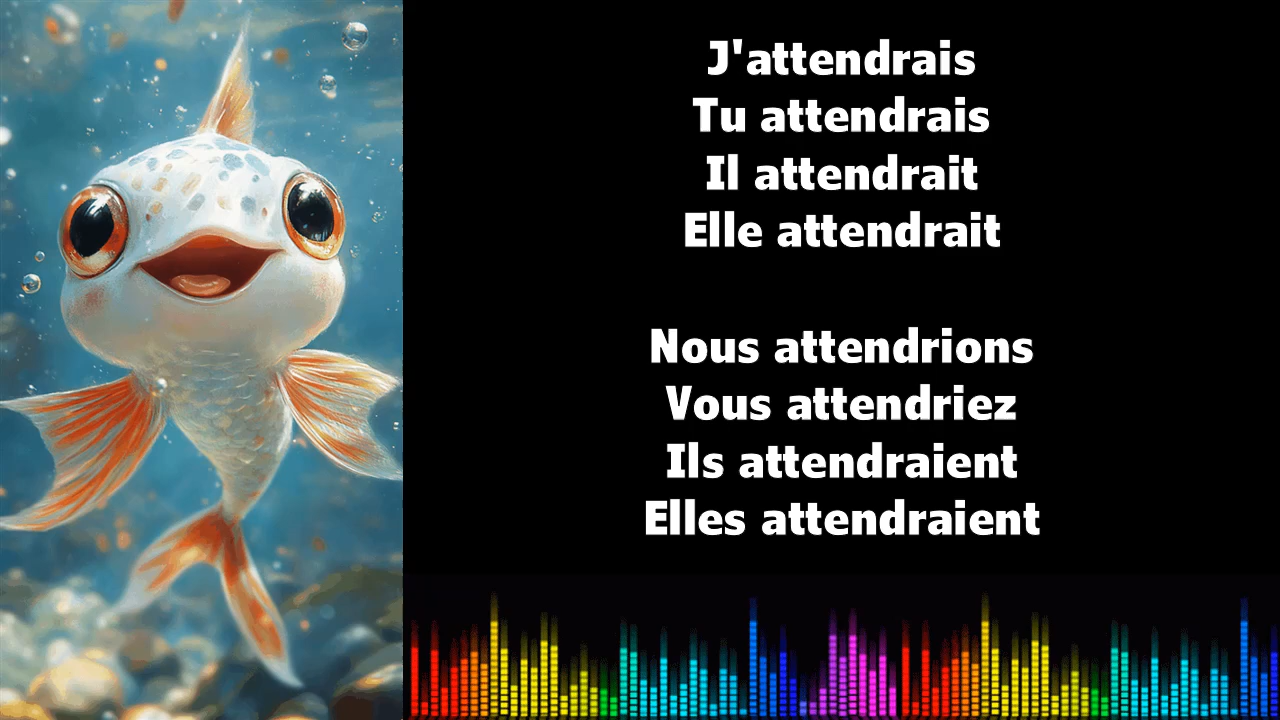 J'attendrais
Tu attendrais
Il attendrait
Elle attendrait
Nous attendrions
Vous attendriez
Ils attendraient
Elles attendraient